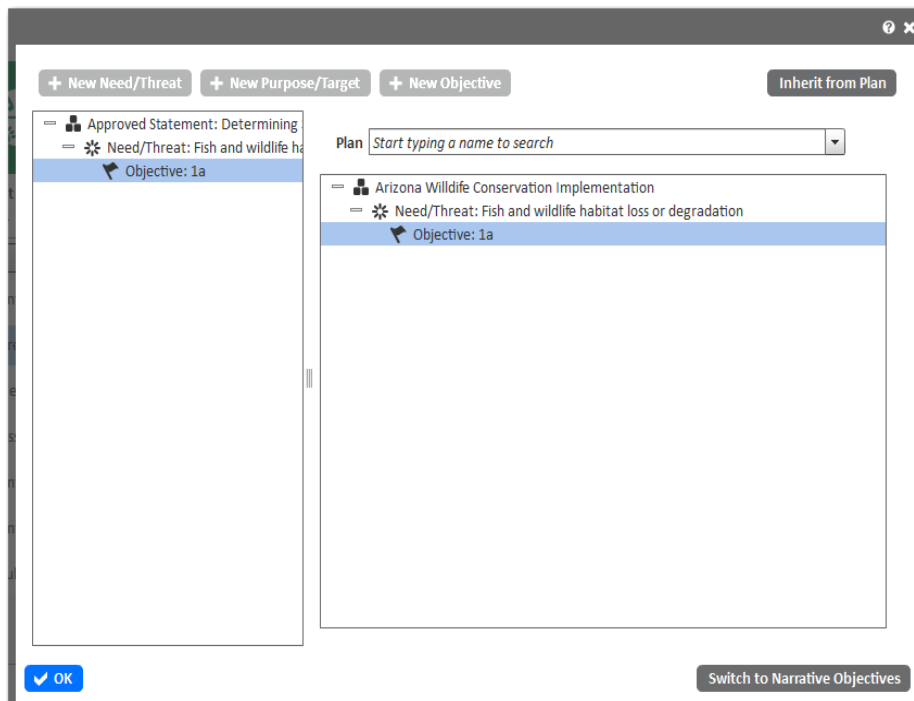 New Need/Threat
New Purpose/Target
New Objective
Inherit from Plan
Approved Statement: Determining
Need/Threat: Fish and wildlife ha
Objective: 1a
Plan
Start typing a name to search
Arizona Willdife Conservation Implementation
Need/Threat: Fish and wildlife habitat loss or degradation
Objective: 1a
OK
Switch to Narrative Objectives